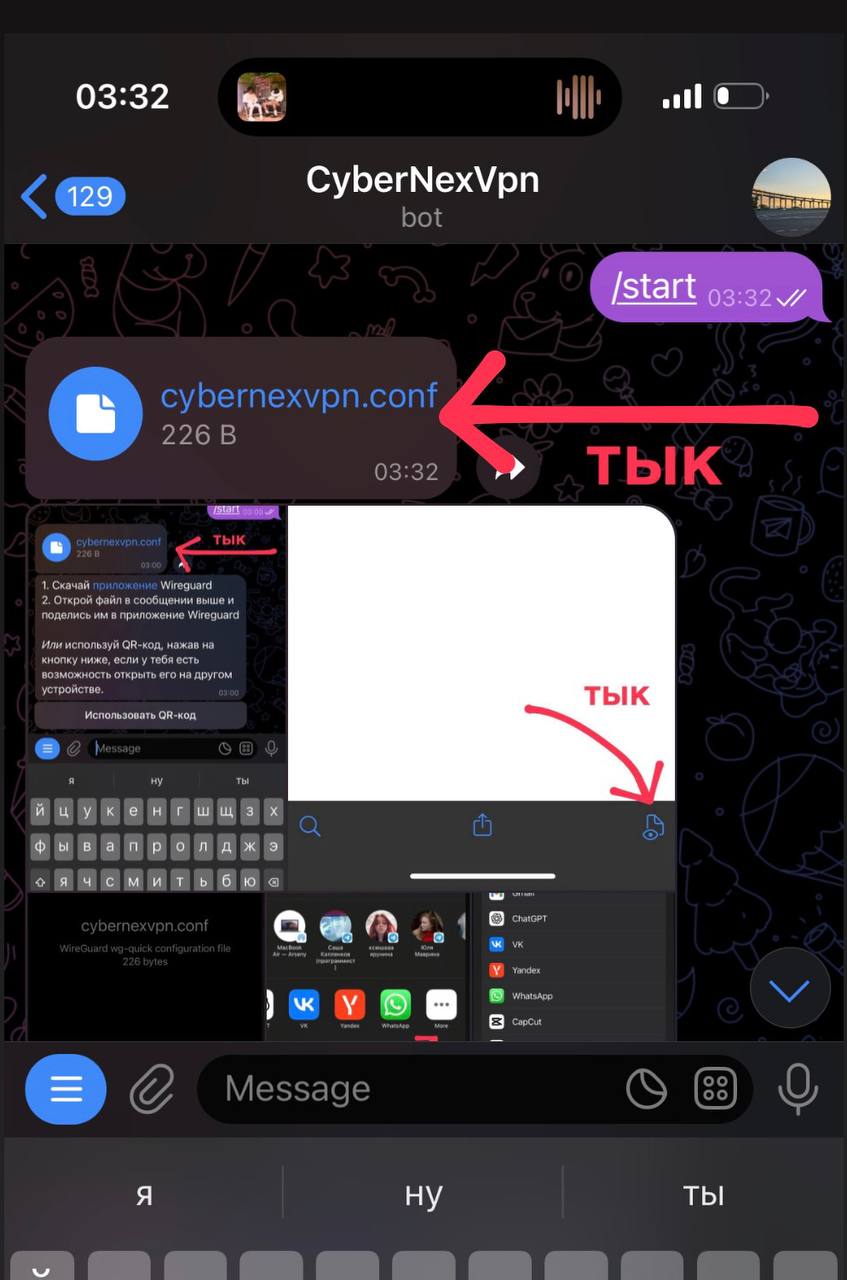 03:32
129
CyberNexVpn
bot
/start 03:32
cybernexvpn.conf
226 B
03:32
тык
/start 03:00
cybernexvpn.conf
226 B
03:00
тык
1. Скачай приложение Wireguard
2. Открой файл в сообщении выше и
поделись им в приложение Wireguard
Или используй QR-код, нажав на
кнопку ниже, если у тебя есть
возможность открыть его на другом
устройстве.
03:00
Использовать QR-код
Message
я ну ты
й ц у к е н г ш щ з х
ф ы в а п р о л д ж э
я ч с м и т ь б ю
тык
cybernexvpn.conf
WireGuard wg-quick configuration file
226 bytes
MacBook
Air — Arseny
Саша
Каленков
(программист
)
ксюшааа
Юля
Маврина
VK
Yandex
WhatsApp
More
Gmail
ChatGPT
VK
Yandex
WhatsApp
CapCut
Message
я ну ты